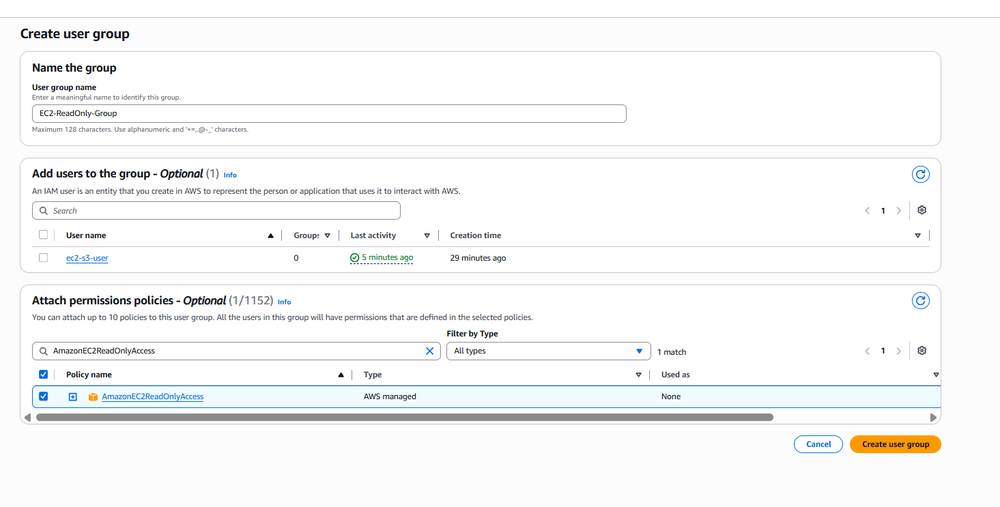 Create user group
Name the group
User group name
Enter a meaningful name to identify this group.
EC2-ReadOnly-Group
Maximum 128 characters. Use alphanumeric and '+=,.@-_' characters.
Add users to the group - Optional (1) Info
An IAM user is an entity that you create in AWS to represent the person or application that uses it to interact with AWS.
Search
1
User name Groups Last activity Creation time
ec2-s3-user 0 5 minutes ago 29 minutes ago
Attach permissions policies - Optional (1/1152) Info
You can attach up to 10 policies to this user group. All the users in this group will have permissions that are defined in the selected policies.
Filter by Type
AmazonEC2ReadOnlyAccess All types 1 match 1
Policy name Type Used as
AmazonEC2ReadOnlyAccess AWS managed None
Cancel Create user group